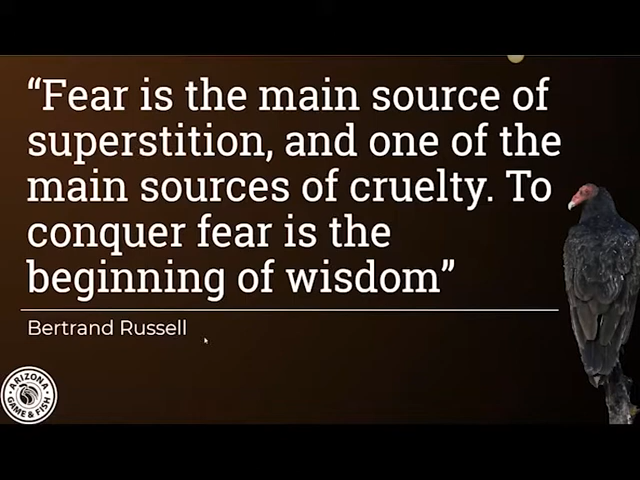 “Fear is the main source of
superstition, and one of the
main sources of cruelty. To
conquer fear is the
beginning of wisdom”
Bertrand Russell
ARIZONA
GAME & FISH